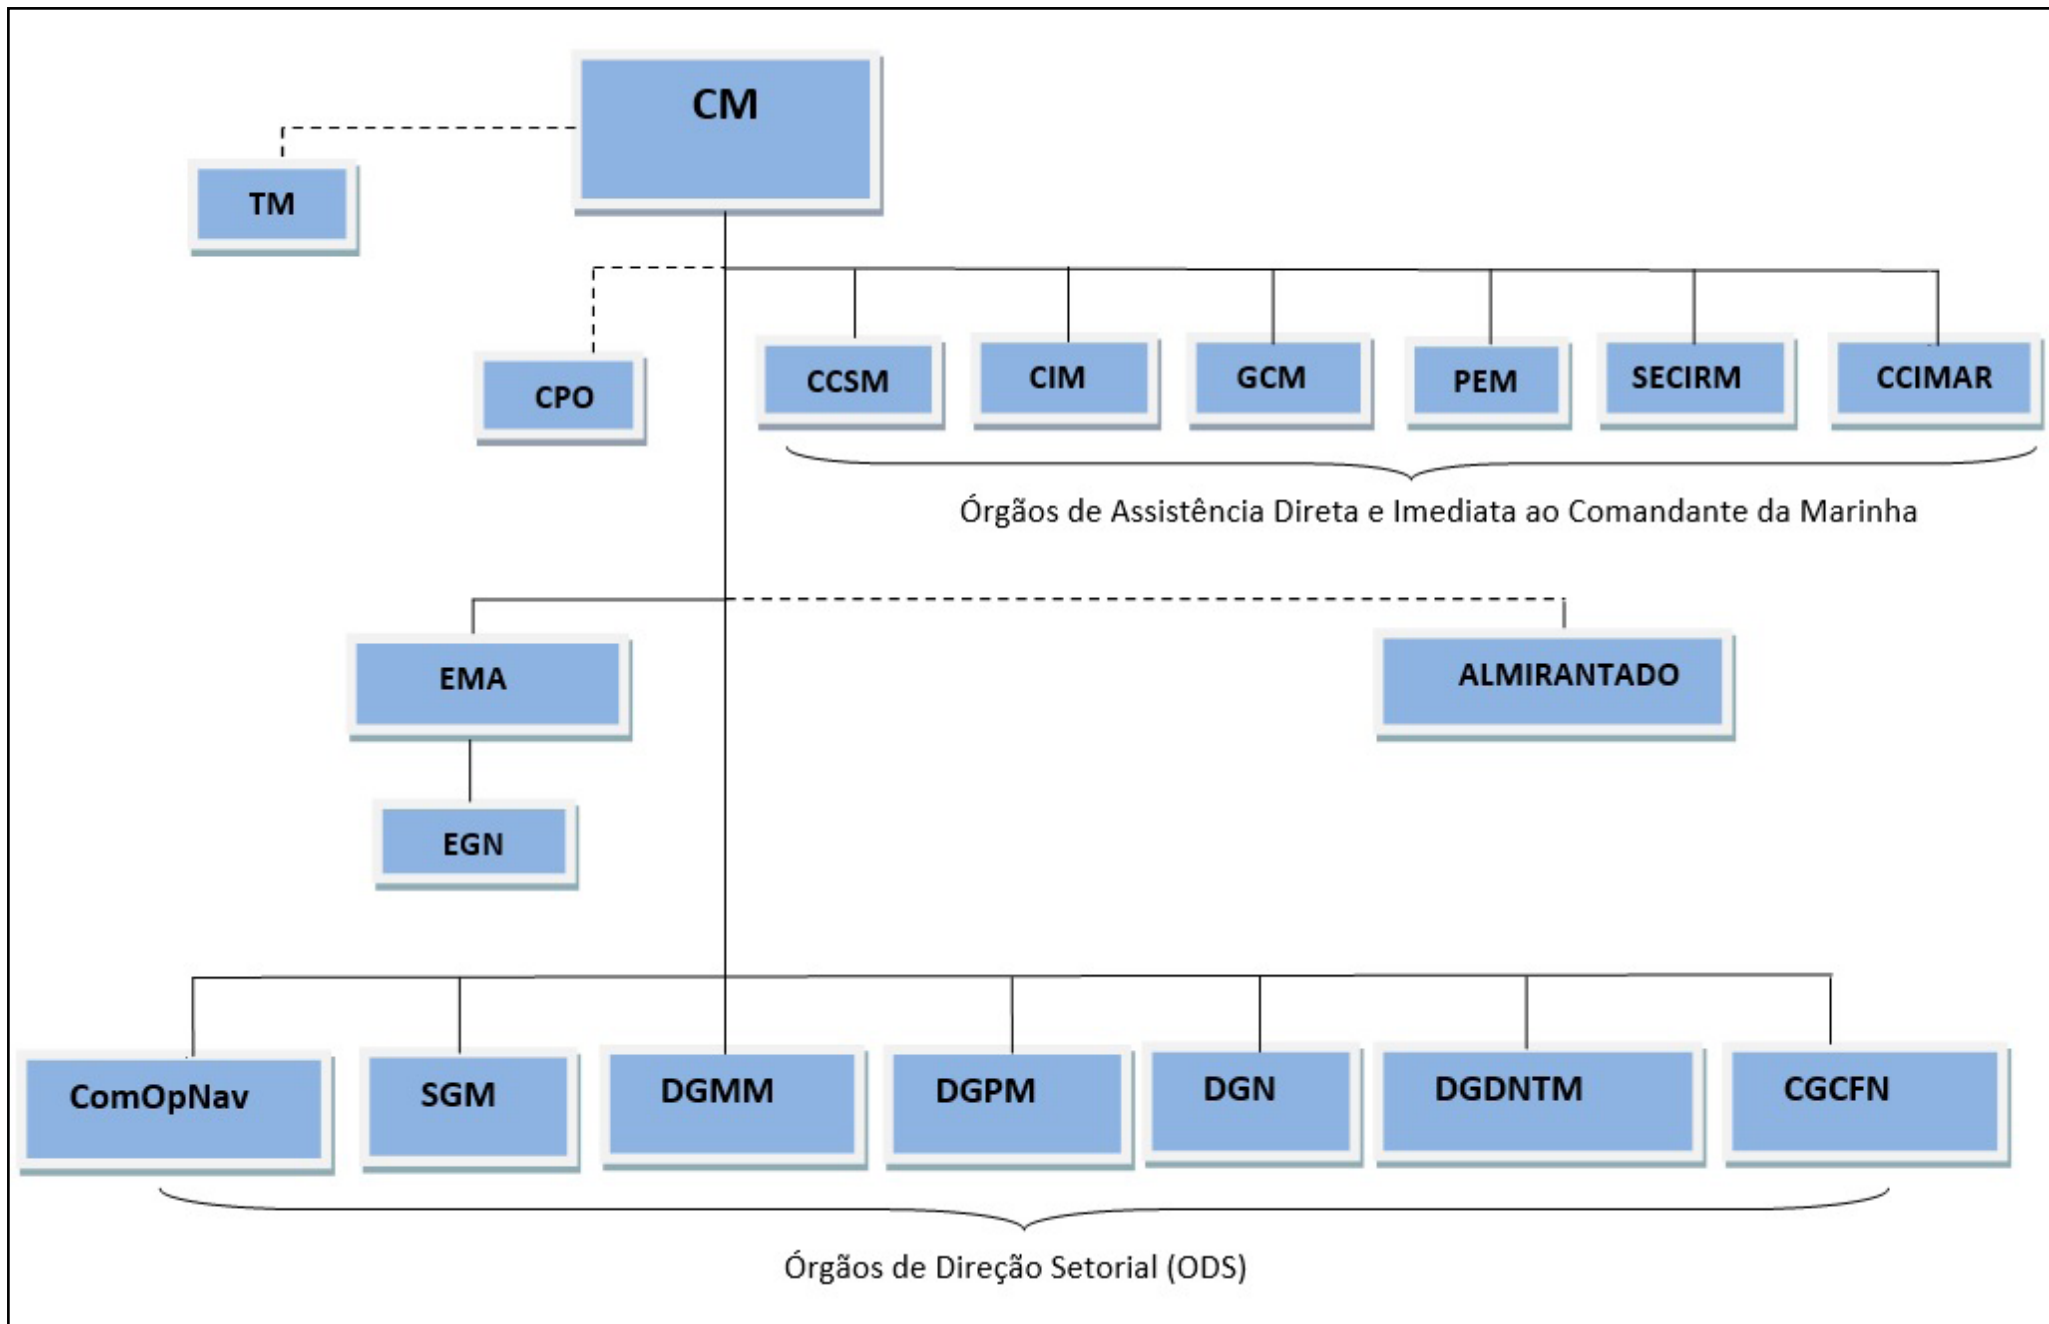 CM
TM
CPO
CCSM
CIM
GCM
PEM
SECIRM
CCIMAR
Órgãos de Assistência Direta e Imediata ao Comandante da Marinha
EMA
ALMIRANTADO
EGN
ComOpNav
SGM
DGMM
DGPM
DGN
DGDNTM
CGCFN
Órgãos de Direção Setorial (ODS)